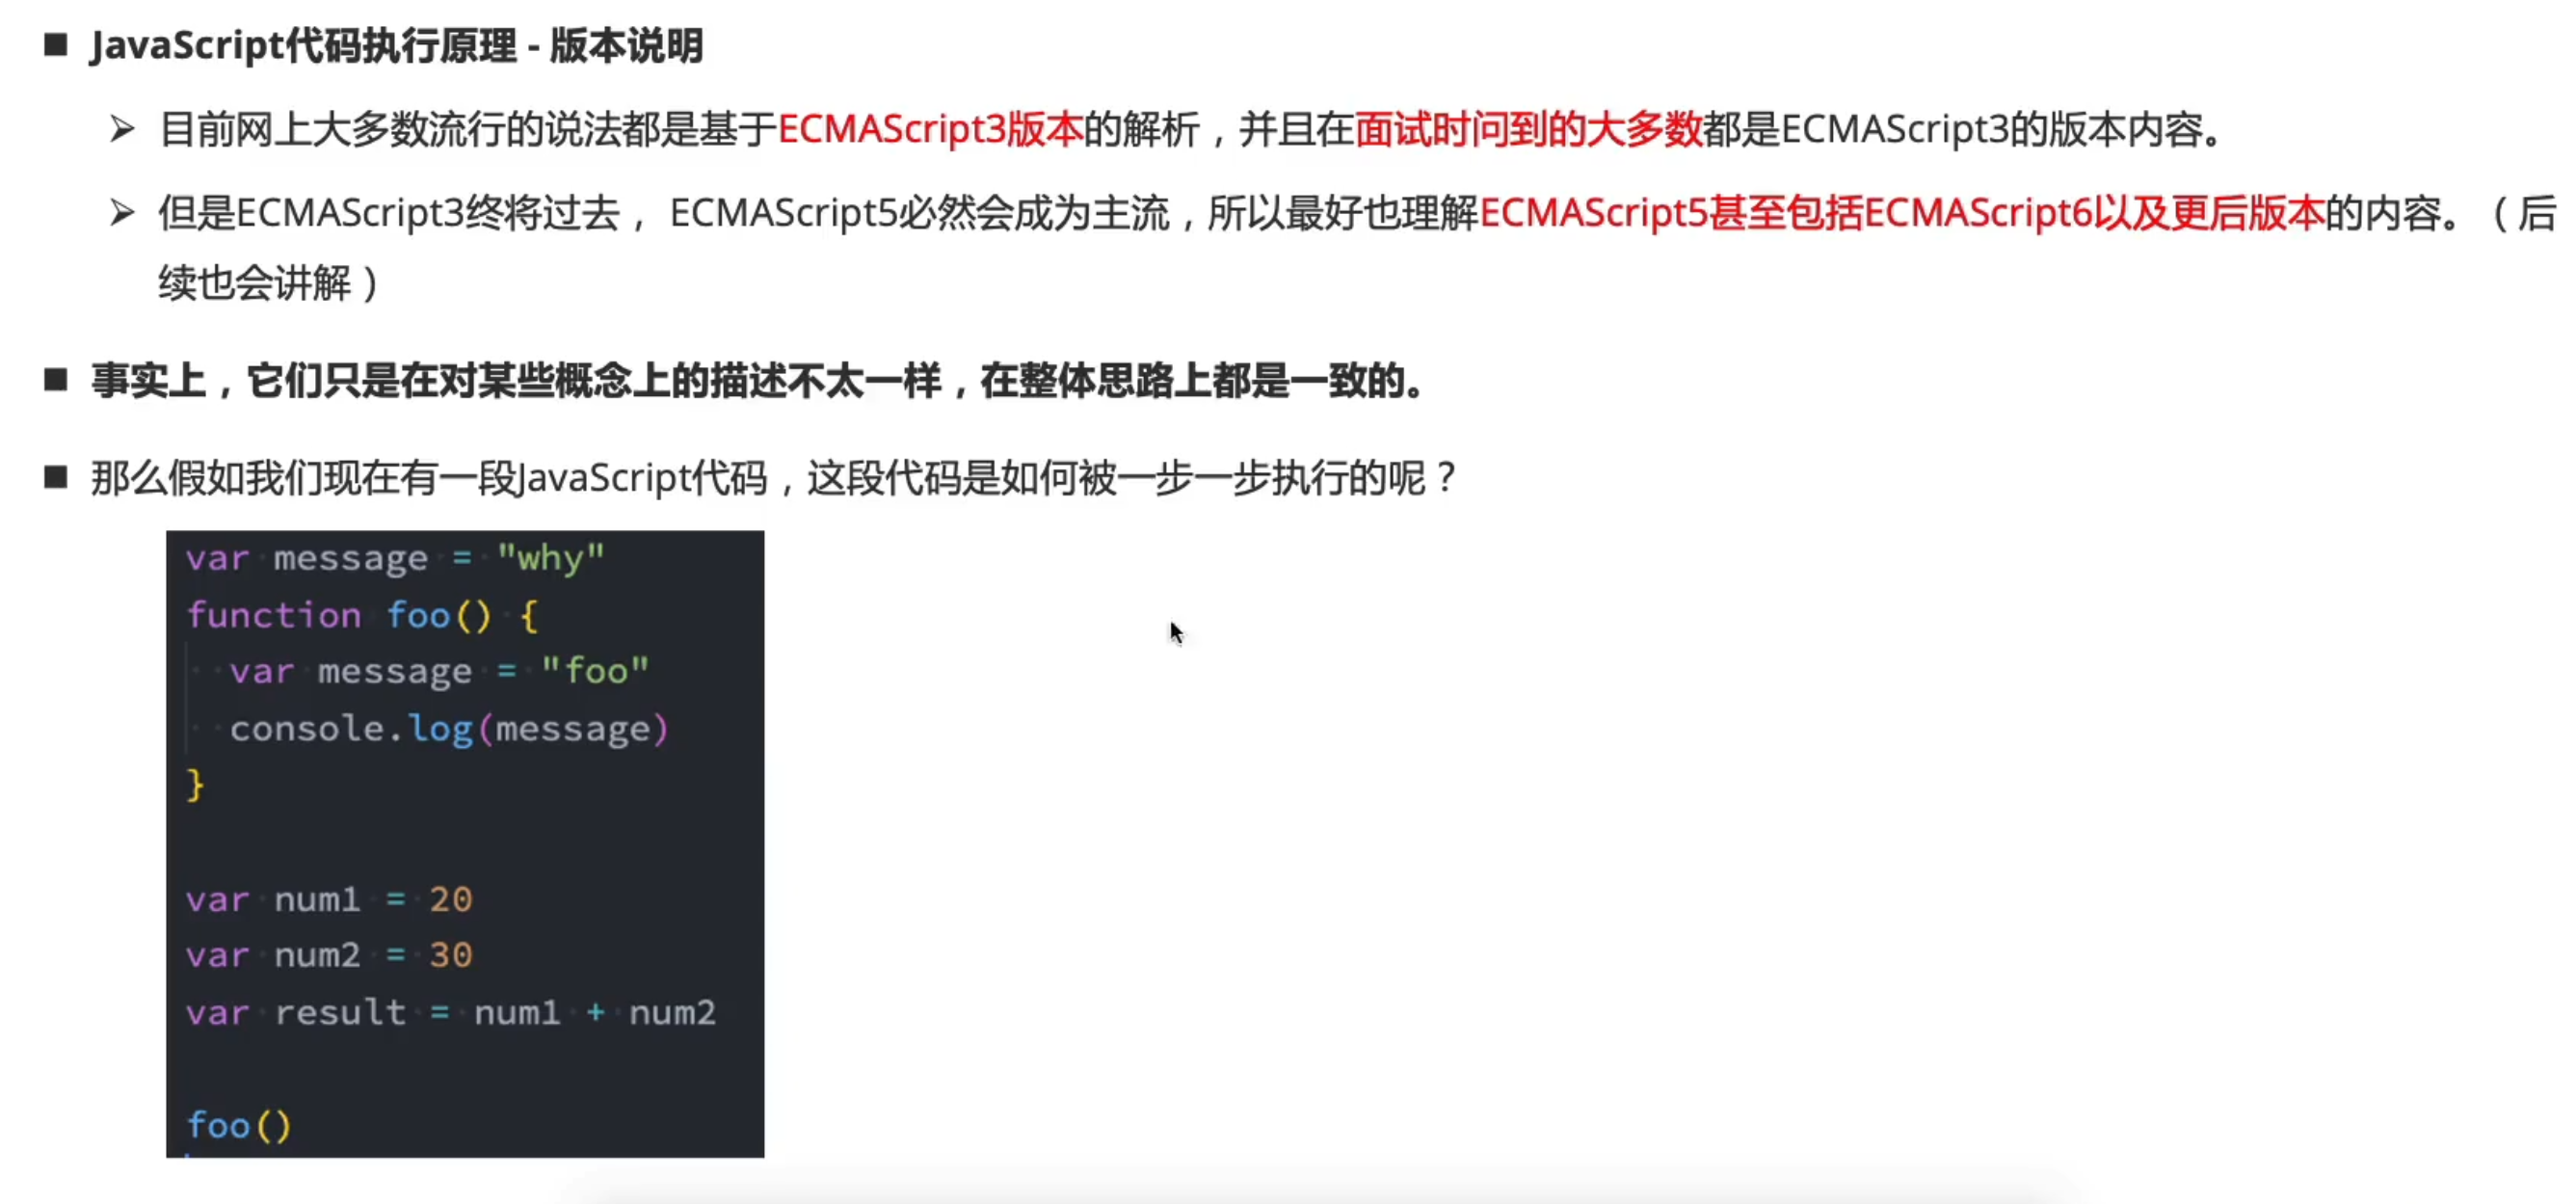 ■ JavaScript代码执行原理 - 版本说明
➢ 目前网上大多数流行的说法都是基于ECMAScript3版本的解析，并且在面试时问到的大多数都是ECMAScript3的版本内容。
➢ 但是ECMAScript3终将过去， ECMAScript5必然会成为主流，所以最好也理解ECMAScript5甚至包括ECMAScript6以及更后版本的内容。（后
续也会讲解）
■ 事实上，它们只是在对某些概念上的描述不太一样，在整体思路上都是一致的。
■ 那么假如我们现在有一段JavaScript代码，这段代码是如何被一步一步执行的呢？
var message = "why"
function foo() {
  var message = "foo"
  console.log(message)
}
var num1 = 20
var num2 = 30
var result = num1 + num2
foo()